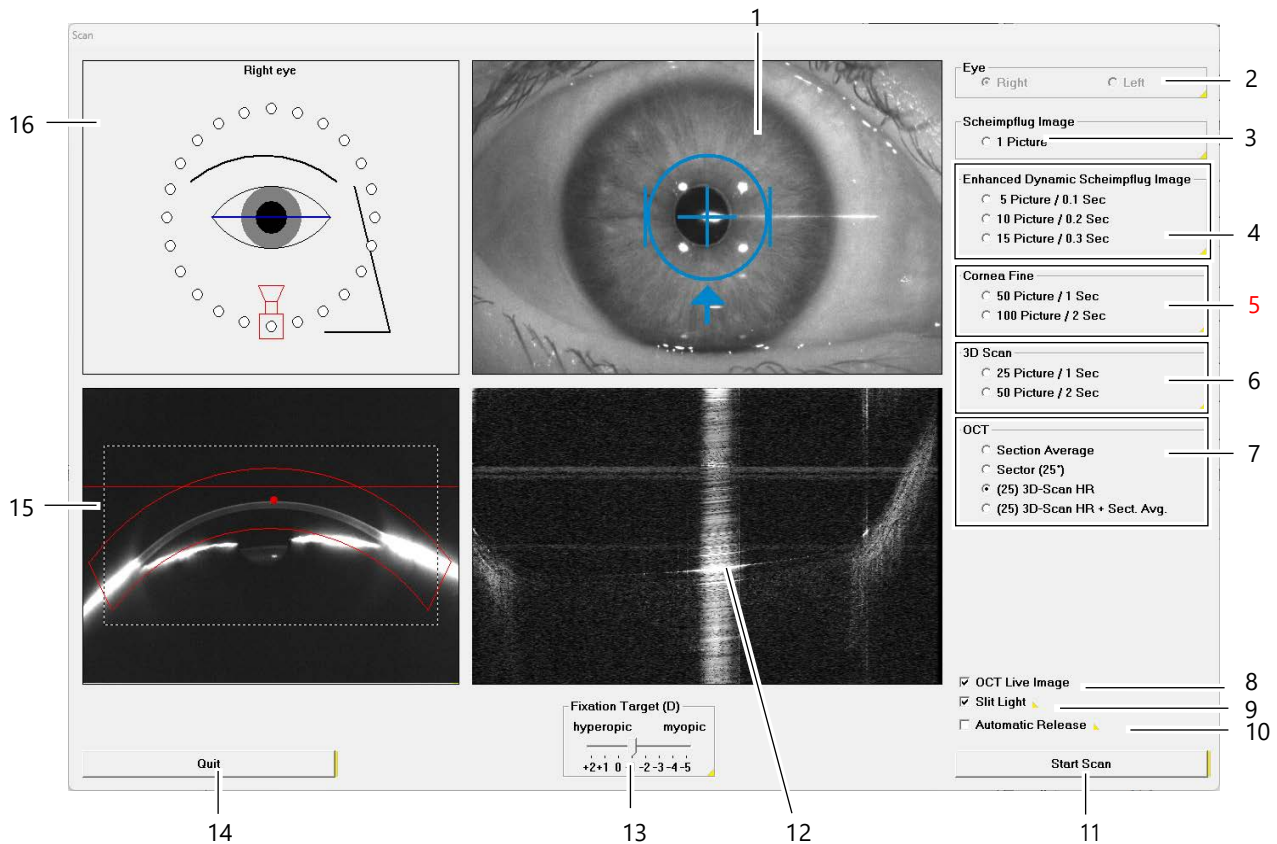 1
Scan
Right eye
16
Eye
Right
Left
2
Scheimpflug Image
1 Picture
3
Enhanced Dynamic Scheimpflug Image
5 Picture / 0.1 Sec
10 Picture / 0.2 Sec
15 Picture / 0.3 Sec
4
Cornea Fine
50 Picture / 1 Sec
100 Picture / 2 Sec
5
3D Scan
25 Picture / 1 Sec
50 Picture / 2 Sec
6
OCT
Section Average
Sector (25°)
(25) 3D-Scan HR
(25) 3D-Scan HR + Sect. Avg.
7
15
OCT Live Image
8
Slit Light
9
Automatic Release
10
Fixation Target (D)
hyperopic myopic
+2 +1 0 -2 -3 -4 -5
Quit
Start Scan
14
13
12
11